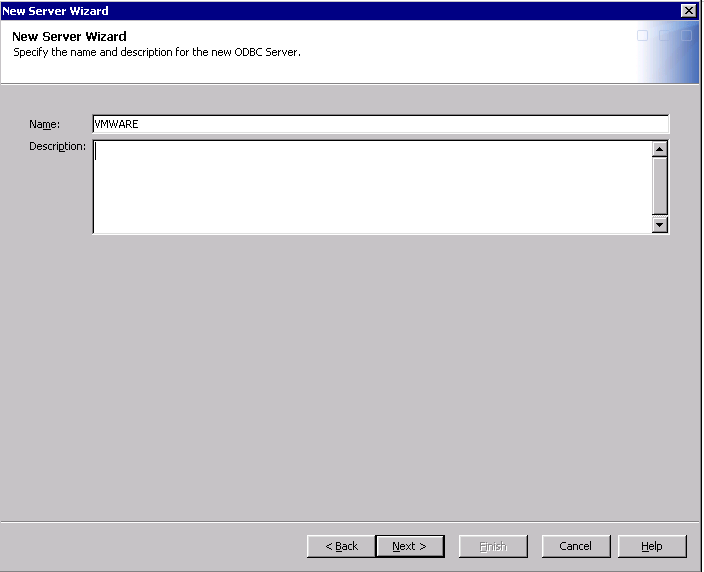 New Server Wizard
New Server Wizard
Specify the name and description for the new ODBC Server.
Name: VMWARE
Description:
< Back Next > Finish Cancel Help